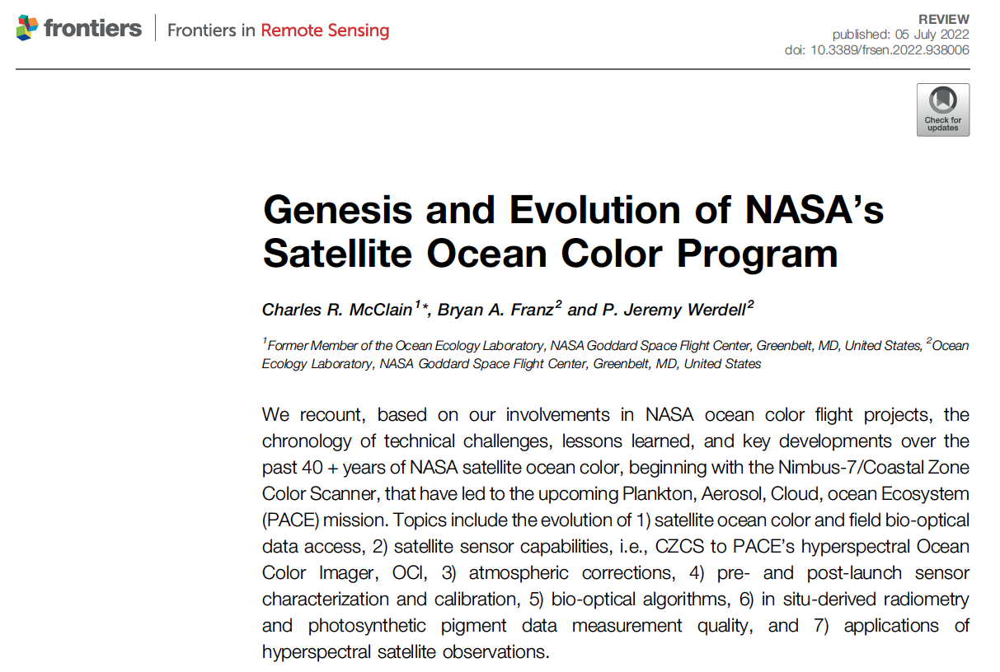 frontiers | Frontiers in Remote Sensing
REVIEW
published: 05 July 2022
doi: 10.3389/frsen.2022.938006
Check for
updates
Genesis and Evolution of NASA’s
Satellite Ocean Color Program
Charles R. McClain 1*, Bryan A. Franz 2 and P. Jeremy Werdell 2
1Former Member of the Ocean Ecology Laboratory, NASA Goddard Space Flight Center, Greenbelt, MD, United States, 2Ocean
Ecology Laboratory, NASA Goddard Space Flight Center, Greenbelt, MD, United States
We recount, based on our involvements in NASA ocean color flight projects, the
chronology of technical challenges, lessons learned, and key developments over the
past 40 + years of NASA satellite ocean color, beginning with the Nimbus-7/Coastal Zone
Color Scanner, that have led to the upcoming Plankton, Aerosol, Cloud, ocean Ecosystem
(PACE) mission. Topics include the evolution of 1) satellite ocean color and field bio-optical
data access, 2) satellite sensor capabilities, i.e., CZCS to PACE’s hyperspectral Ocean
Color Imager, OCI, 3) atmospheric corrections, 4) pre- and post-launch sensor
characterization and calibration, 5) bio-optical algorithms, 6) in situ-derived radiometry
and photosynthetic pigment data measurement quality, and 7) applications of
hyperspectral satellite observations.